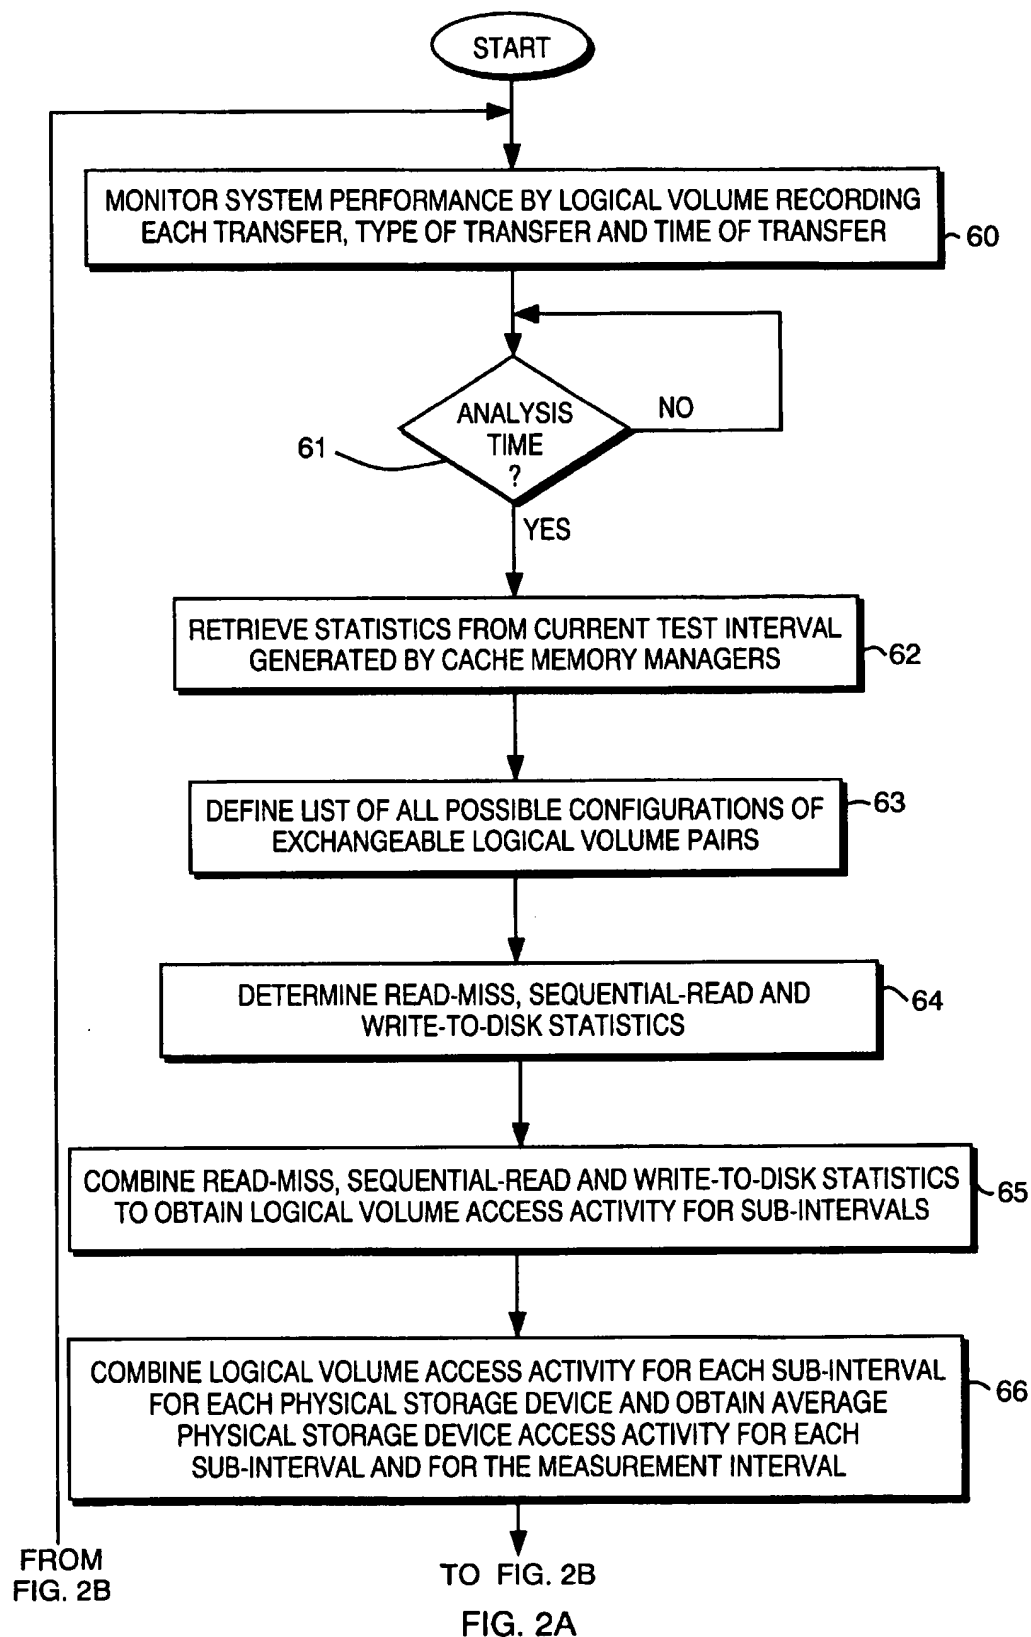 START
MONITOR SYSTEM PERFORMANCE BY LOGICAL VOLUME RECORDING
EACH TRANSFER, TYPE OF TRANSFER AND TIME OF TRANSFER
60
ANALYSIS
TIME
?
NO
61
YES
RETRIEVE STATISTICS FROM CURRENT TEST INTERVAL
GENERATED BY CACHE MEMORY MANAGERS
62
DEFINE LIST OF ALL POSSIBLE CONFIGURATIONS OF
EXCHANGEABLE LOGICAL VOLUME PAIRS
63
DETERMINE READ-MISS, SEQUENTIAL-READ AND
WRITE-TO-DISK STATISTICS
64
COMBINE READ-MISS, SEQUENTIAL-READ AND WRITE-TO-DISK STATISTICS
TO OBTAIN LOGICAL VOLUME ACCESS ACTIVITY FOR SUB-INTERVALS
65
COMBINE LOGICAL VOLUME ACCESS ACTIVITY FOR EACH SUB-INTERVAL
FOR EACH PHYSICAL STORAGE DEVICE AND OBTAIN AVERAGE
PHYSICAL STORAGE DEVICE ACCESS ACTIVITY FOR EACH
SUB-INTERVAL AND FOR THE MEASUREMENT INTERVAL
66
FROM
FIG. 2B
TO FIG. 2B
FIG. 2A